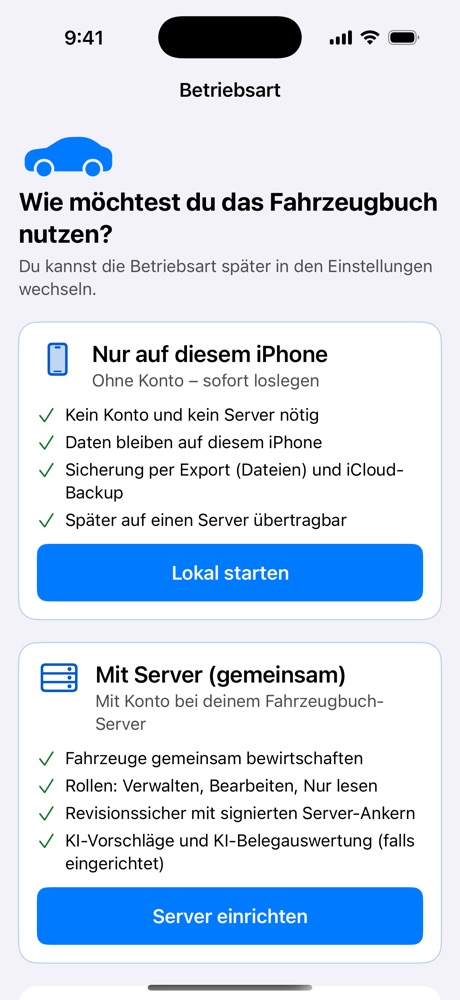 9:41
Betriebsart
Wie möchtest du das Fahrzeugbuch
nutzen?
Du kannst die Betriebsart später in den Einstellungen
wechseln.
Nur auf diesem iPhone
Ohne Konto – sofort loslegen
Kein Konto und kein Server nötig
Daten bleiben auf diesem iPhone
Sicherung per Export (Dateien) und iCloud-
Backup
Später auf einen Server übertragbar
Lokal starten
Mit Server (gemeinsam)
Mit Konto bei deinem Fahrzeugbuch-
Server
Fahrzeuge gemeinsam bewirtschaften
Rollen: Verwalten, Bearbeiten, Nur lesen
Revisionssicher mit signierten Server-Ankern
KI-Vorschläge und KI-Belegauswertung (falls
eingerichtet)
Server einrichten